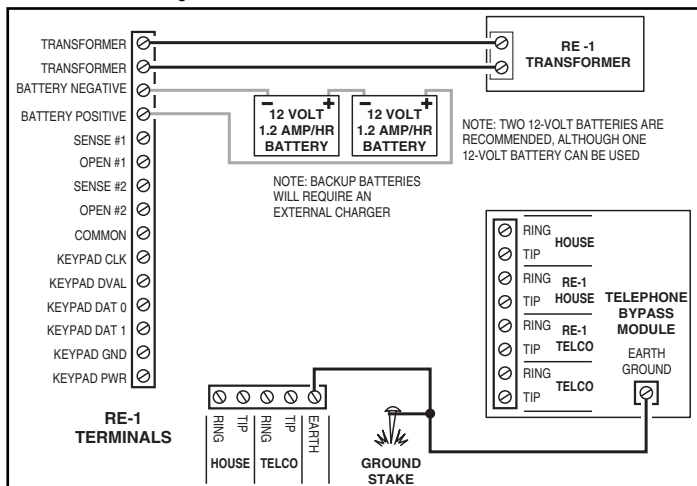 TRANSFORMER
TRANSFORMER
BATTERY NEGATIVE
BATTERY POSITIVE
SENSE #1
OPEN #1
SENSE #2
OPEN #2
COMMON
KEYPAD CLK
KEYPAD DVAL
KEYPAD DAT 0
KEYPAD DAT 1
KEYPAD GND
KEYPAD PWR
RE-1
TERMINALS
RE -1
TRANSFORMER
– +
12 VOLT
1.2 AMP/HR
BATTERY
– +
12 VOLT
1.2 AMP/HR
BATTERY
NOTE: TWO 12-VOLT BATTERIES ARE
RECOMMENDED, ALTHOUGH ONE
12-VOLT BATTERY CAN BE USED
NOTE: BACKUP BATTERIES
WILL REQUIRE AN
EXTERNAL CHARGER
RING
TIP
HOUSE
RING
TIP
RE-1
HOUSE
RING
TIP
RE-1
TELCO
RING
TIP
TELCO
TELEPHONE
BYPASS
MODULE
EARTH
GROUND
RING
TIP
RING
TIP
EARTH
HOUSE
TELCO
GROUND
STAKE